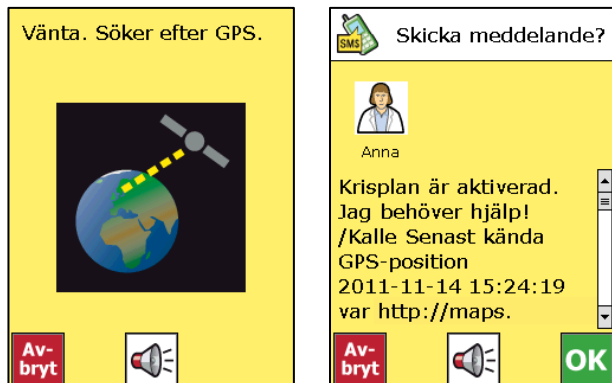 Vänta. Söker efter GPS.
Av-
bryt
SMS
Skicka meddelande?
Anna
Krisplan är aktiverad.
Jag behöver hjälp!
/Kalle Senast kända
GPS-position
2011-11-14 15:24:19
var http://maps.
Av-
bryt
OK